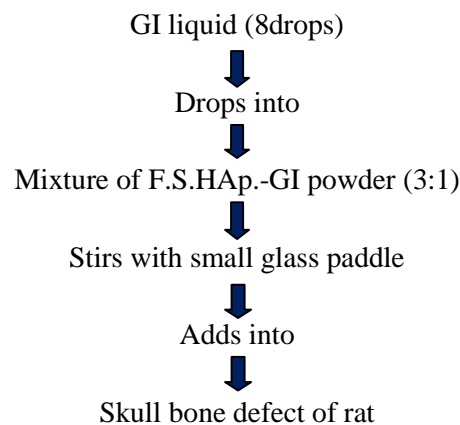 GI liquid (8drops)
Drops into
Mixture of F.S.HAp.-GI powder (3:1)
Stirs with small glass paddle
Adds into
Skull bone defect of rat